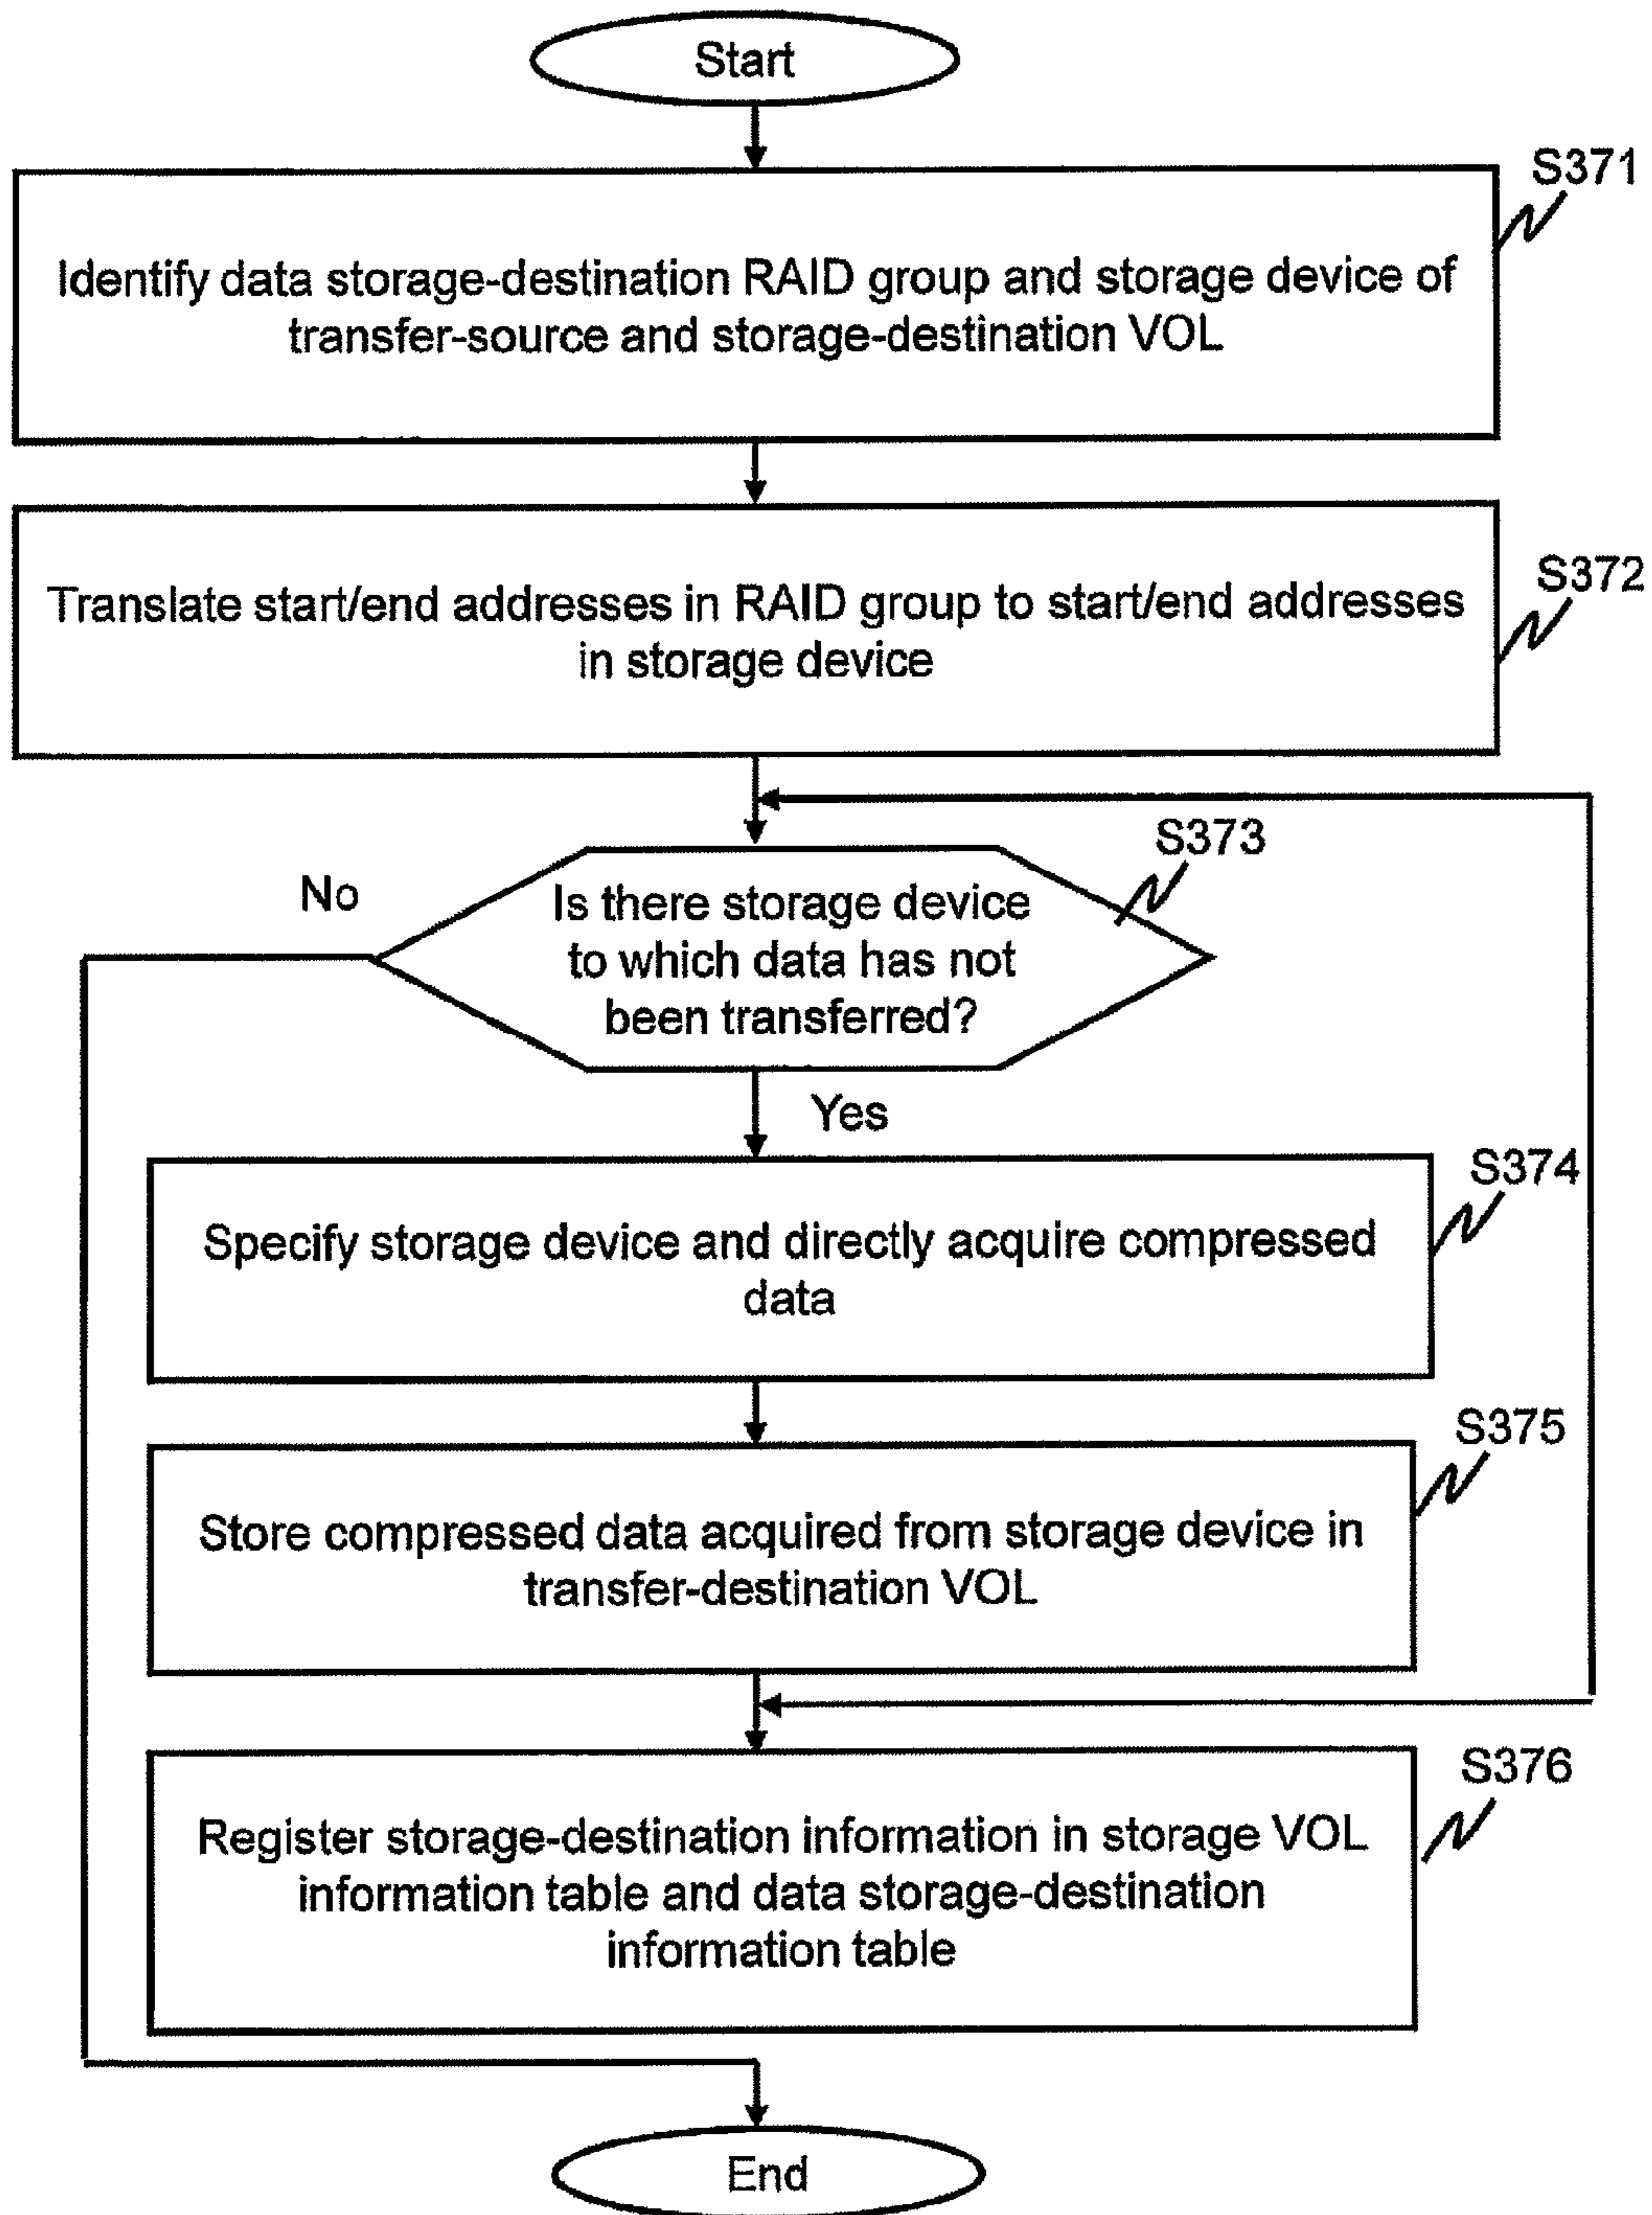 Start
S371
Identify data storage-destination RAID group and storage device of
transfer-source and storage-destination VOL
S372
Translate start/end addresses in RAID group to start/end addresses
in storage device
S373
No
Is there storage device
to which data has not
been transferred?
Yes
S374
Specify storage device and directly acquire compressed
data
S375
Store compressed data acquired from storage device in
transfer-destination VOL
S376
Register storage-destination information in storage VOL
information table and data storage-destination
information table
End